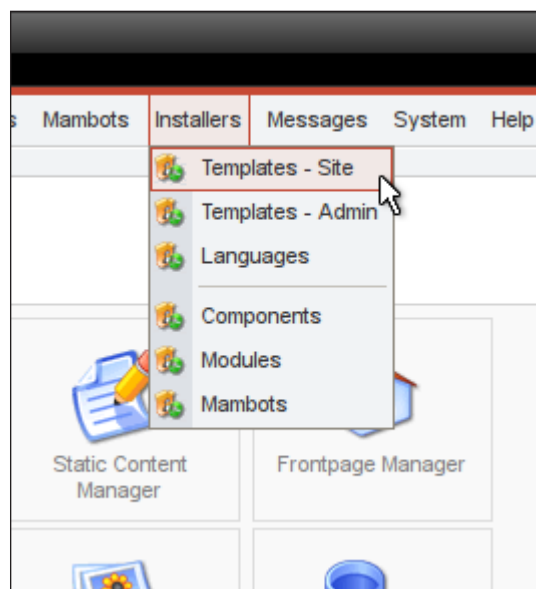 s Mambots Installers Messages System Help
Templates - Site
Templates - Admin
Languages
Components
Modules
Mambots
Static Content
Manager
Frontpage Manager